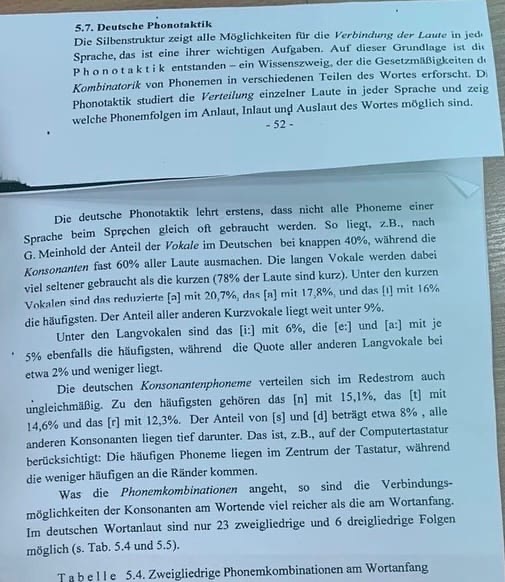 5.7. Deutsche Phonotaktik
Die Silbenstruktur zeigt alle Möglichkeiten für die Verbindung der Laute in jede
Sprache, das ist eine ihrer wichtigen Aufgaben. Auf dieser Grundlage ist die
Phonotaktik entstanden – ein Wissenszweig, der die Gesetzmäßigkeiten de
Kombinatorik von Phonemen in verschiedenen Teilen des Wortes erforscht. Di
Phonotaktik studiert die Verteilung einzelner Laute in jeder Sprache und zeig
welche Phonemfolgen im Anlaut, Inlaut und Auslaut des Wortes möglich sind.
- 52 -
Die deutsche Phonotaktik lehrt erstens, dass nicht alle Phoneme einer
Sprache beim Sprechen gleich oft gebraucht werden. So liegt, z.B., nach
G. Meinhold der Anteil der Vokale im Deutschen bei knappen 40%, während die
Konsonanten fast 60% aller Laute ausmachen. Die langen Vokale werden dabei
viel seltener gebraucht als die kurzen (78% der Laute sind kurz). Unter den kurzen
Vokalen sind das reduzierte [ə] mit 20,7%, das [a] mit 17,8%, und das [ɪ] mit 16%
die häufigsten. Der Anteil aller anderen Kurzvokale liegt weit unter 9%.
Unter den Langvokalen sind das [i:] mit 6%, die [e:] und [a:] mit je
5% ebenfalls die häufigsten, während die Quote aller anderen Langvokale bei
etwa 2% und weniger liegt.
Die deutschen Konsonantenphoneme verteilen sich im Redestrom auch
ungleichmäßig. Zu den häufigsten gehören das [n] mit 15,1%, das [t] mit
14,6% und das [r] mit 12,3%. Der Anteil von [s] und [d] beträgt etwa 8% , alle
anderen Konsonanten liegen tief darunter. Das ist, z.B., auf der Computertastatur
berücksichtigt: Die häufigen Phoneme liegen im Zentrum der Tastatur, während
die weniger häufigen an die Ränder kommen.
Was die Phonemkombinationen angeht, so sind die Verbindungs-
möglichkeiten der Konsonanten am Wortende viel reicher als die am Wortanfang.
Im deutschen Wortanlaut sind nur 23 zweigliedrige und 6 dreigliedrige Folgen
möglich (s. Tab. 5.4 und 5.5).
Tabelle 5.4. Zweigliedrige Phonemkombinationen am Wortanfang